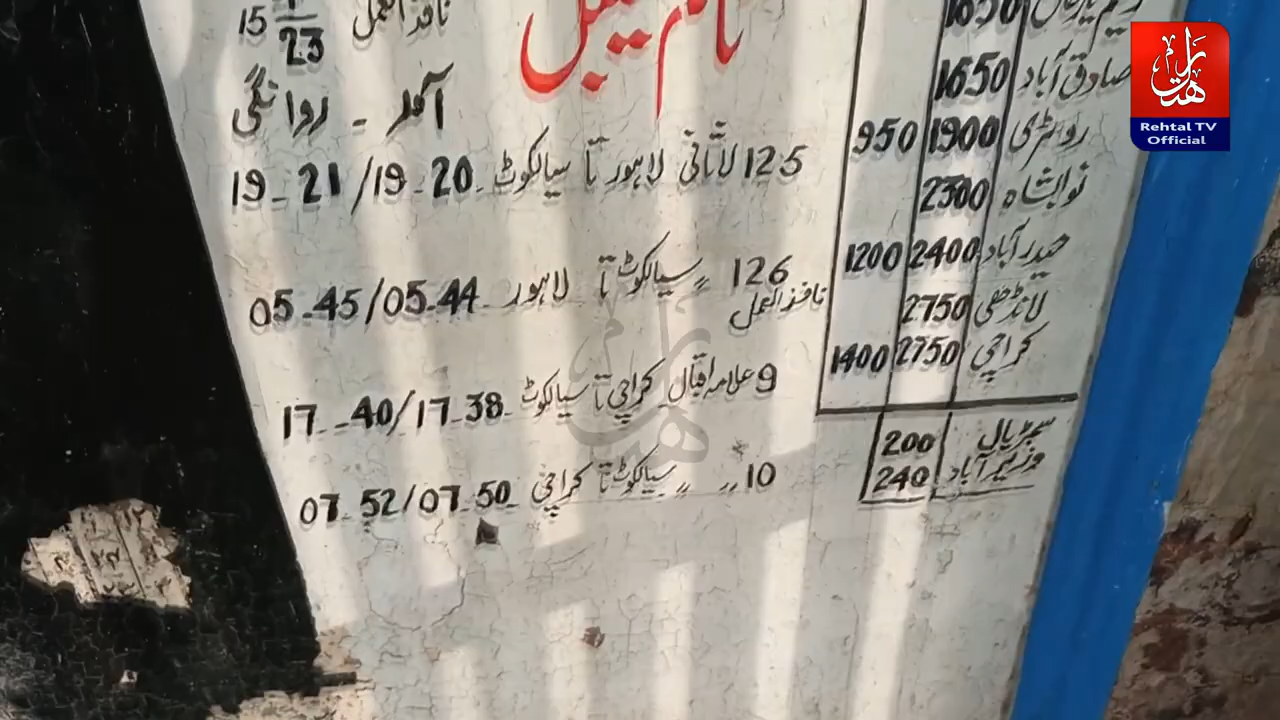 15
23
نافذ العمل
ٹائم ٹیبل
آمد - روانگی
125 لاثانی لاہور تا سیالکوٹ 19-21/19-20
126 〃 سیالکوٹ تا لاہور 05-45/05-44
نافذ العمل
9 علامہ اقبال کراچی تا سیالکوٹ 17-40/17-38
10 〃 〃 سیالکوٹ تا کراچی 07-52/07-50
1650
صادق آباد 1650
روہڑی 1900 950
نوابشاہ 2300
حیدرآباد 2400 1200
لانڈھی 2750
کراچی 2750 1400
سمبڑیال 200
وزیرآباد 240
Rehtal TV
Official